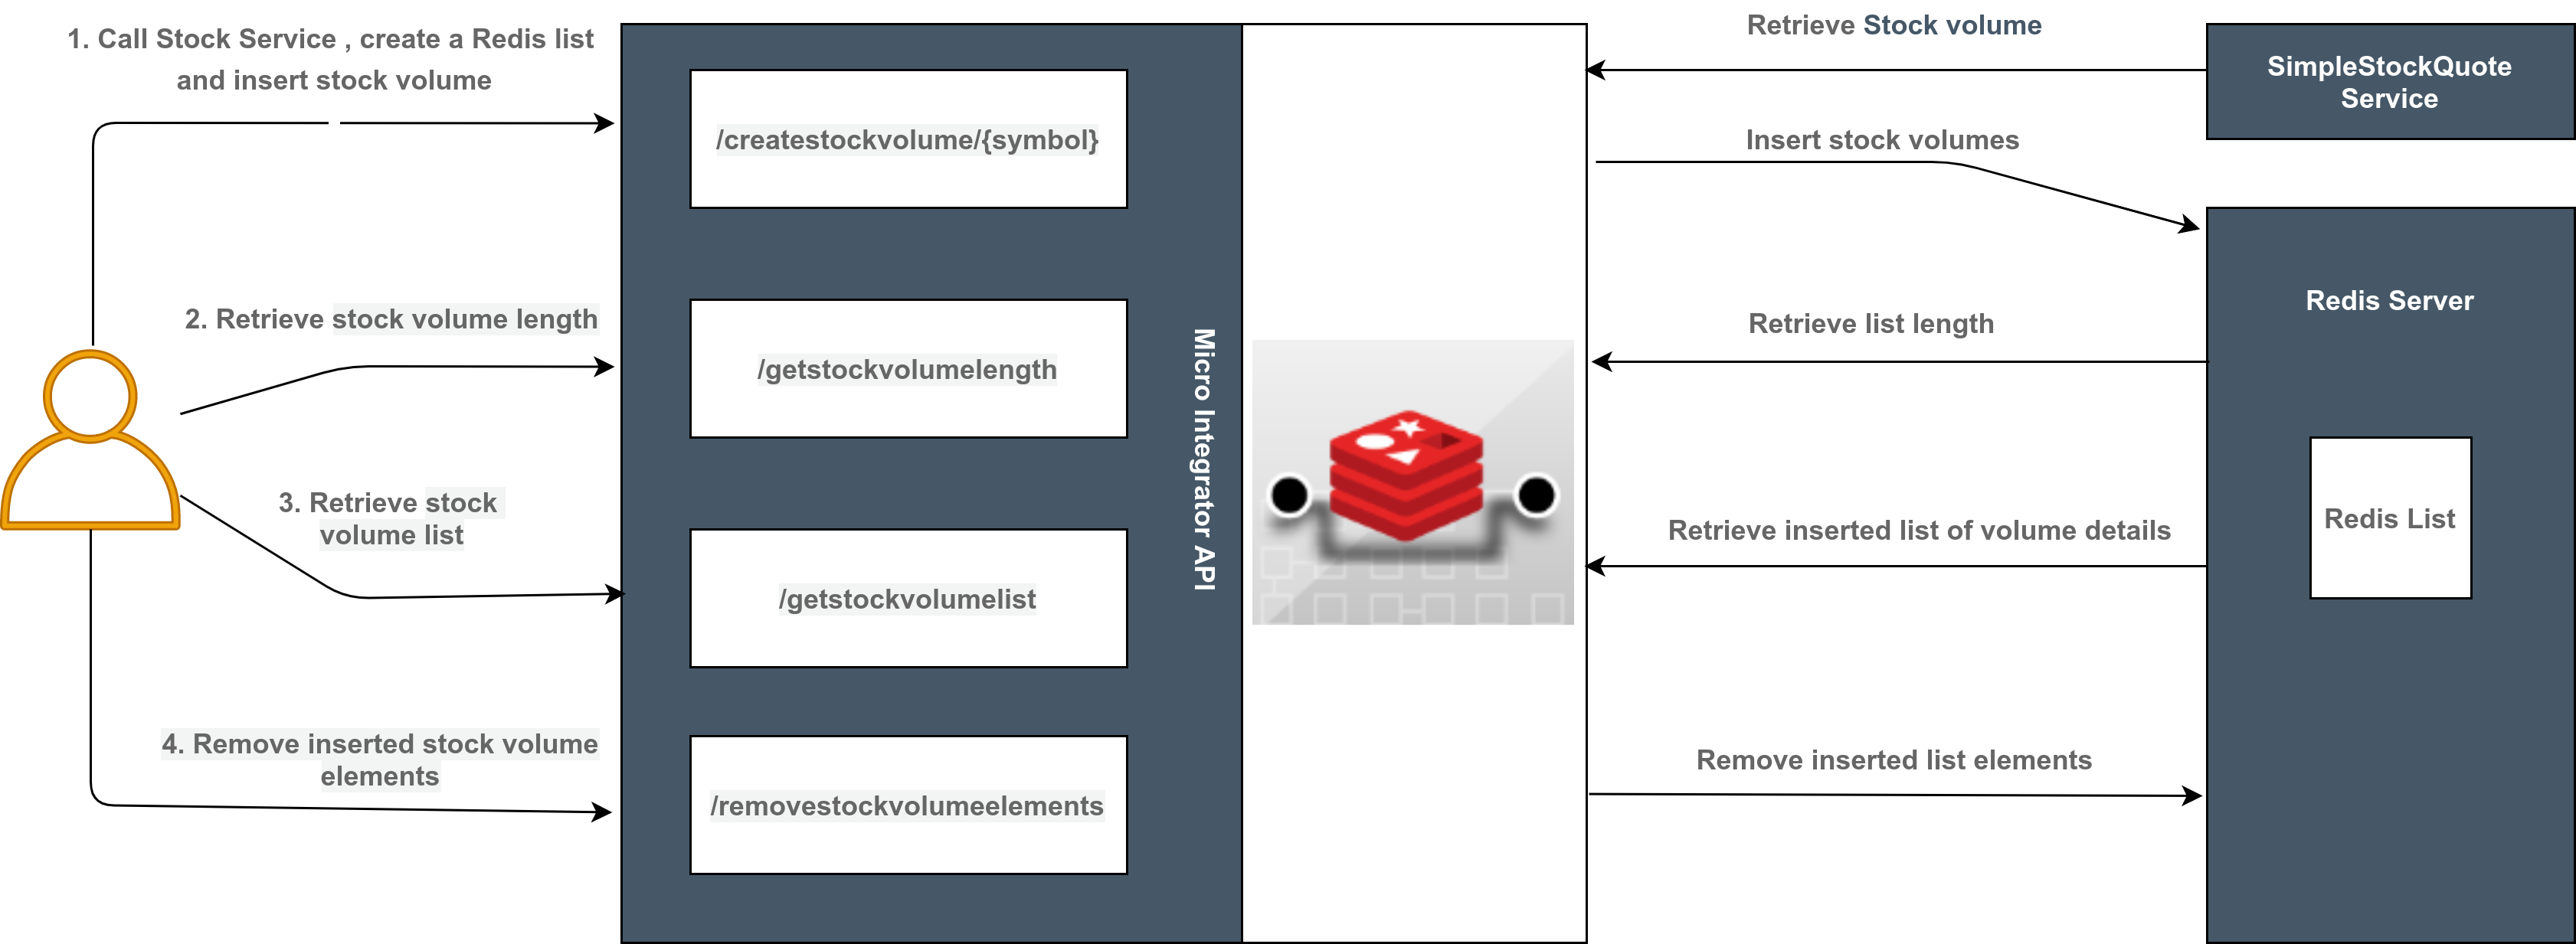 1. Call Stock Service , create a Redis list
and insert stock volume
/createstockvolume/{symbol}
Retrieve Stock volume
SimpleStockQuote
Service
Insert stock volumes
2. Retrieve stock volume length
/getstockvolumelength
Retrieve list length
Redis Server
Micro Integrator API
3. Retrieve stock
volume list
/getstockvolumelist
Retrieve inserted list of volume details
Redis List
4. Remove inserted stock volume
elements
/removestockvolumeelements
Remove inserted list elements